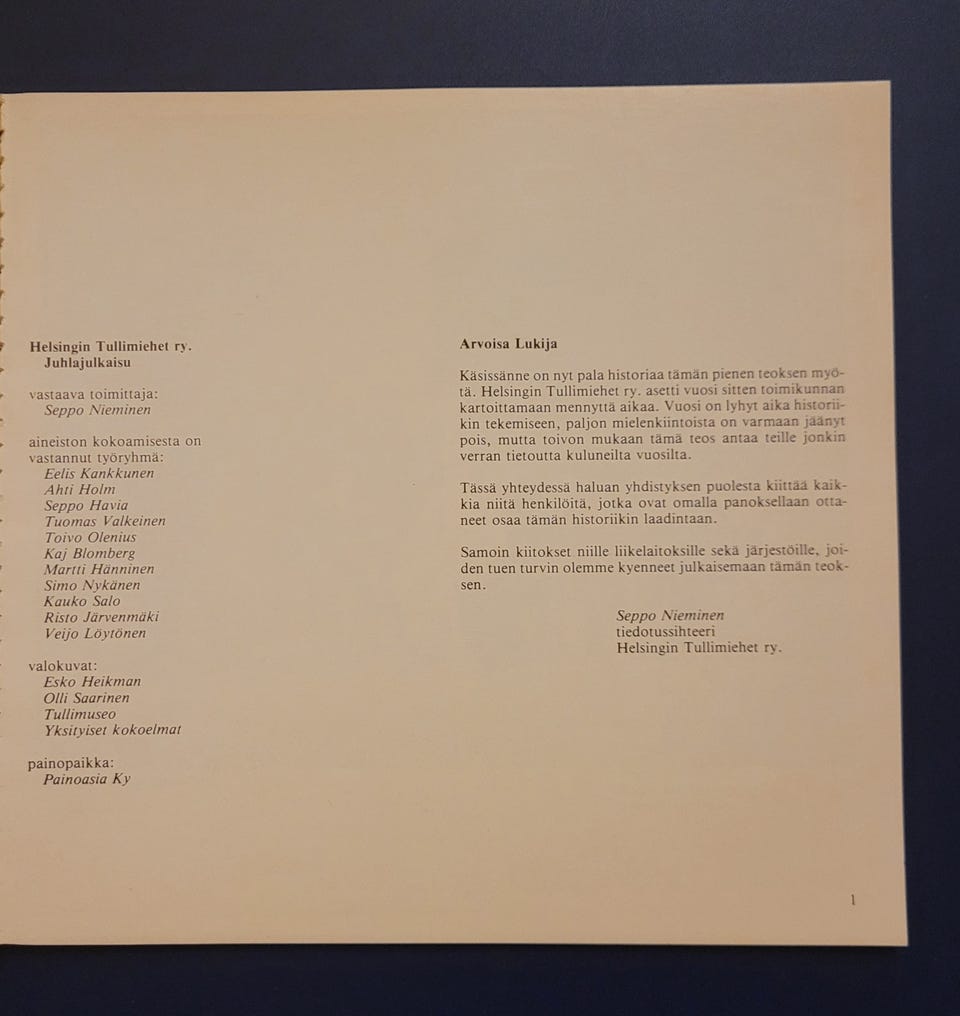 Helsingin Tullimiehet ry.
Juhlajulkaisu
vastaava toimittaja:
Seppo Nieminen
aineiston kokoamisesta on
vastannut työryhmä:
Eelis Kankkunen
Ahti Holm
Seppo Havia
Tuomas Valkeinen
Toivo Olenius
Kaj Blomberg
Martti Hänninen
Simo Nykänen
Kauko Salo
Risto Järvenmäki
Veijo Löytönen
valokuvat:
Esko Heikman
Olli Saarinen
Tullimuseo
Yksityiset kokoelmat
painopaikka:
Painoasia Ky
Arvoisa Lukija
Käsissänne on nyt pala historiaa tämän pienen teoksen myö-
tä. Helsingin Tullimiehet ry. asetti vuosi sitten toimikunnan
kartoittamaan mennyttä aikaa. Vuosi on lyhyt aika historii-
kin tekemiseen, paljon mielenkiintoista on varmaan jäänyt
pois, mutta toivon mukaan tämä teos antaa teille jonkin
verran tietoutta kuluneilta vuosilta.
Tässä yhteydessä haluan yhdistyksen puolesta kiittää kaik-
kia niitä henkilöitä, jotka ovat omalla panoksellaan otta-
neet osaa tämän historiikin laadintaan.
Samoin kiitokset niille liikelaitoksille sekä järjestöille, joi-
den tuen turvin olemme kyenneet julkaisemaan tämän teok-
sen.
Seppo Nieminen
tiedotussihteeri
Helsingin Tullimiehet ry.
1